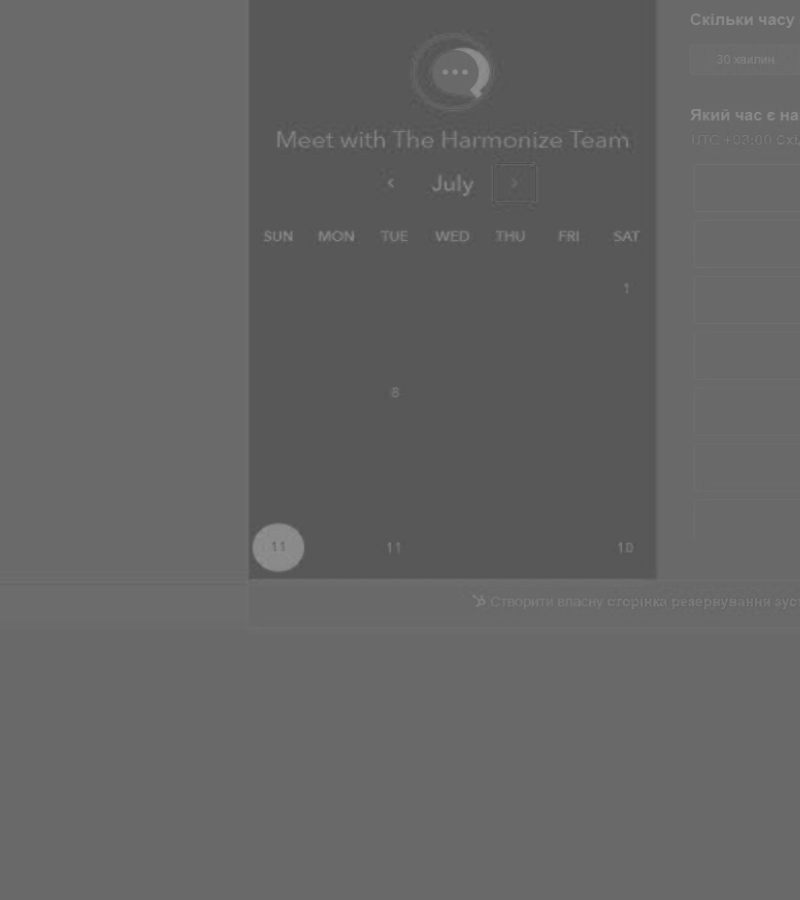 Meet with The Harmonize Team
July
SUN MON TUE WED THU FRI SAT
1
8
11 11 10
Скільки часу
30 хвилин
Який час є на
UTC +03:00 Схі
Створити власну сторінка резервування зуст